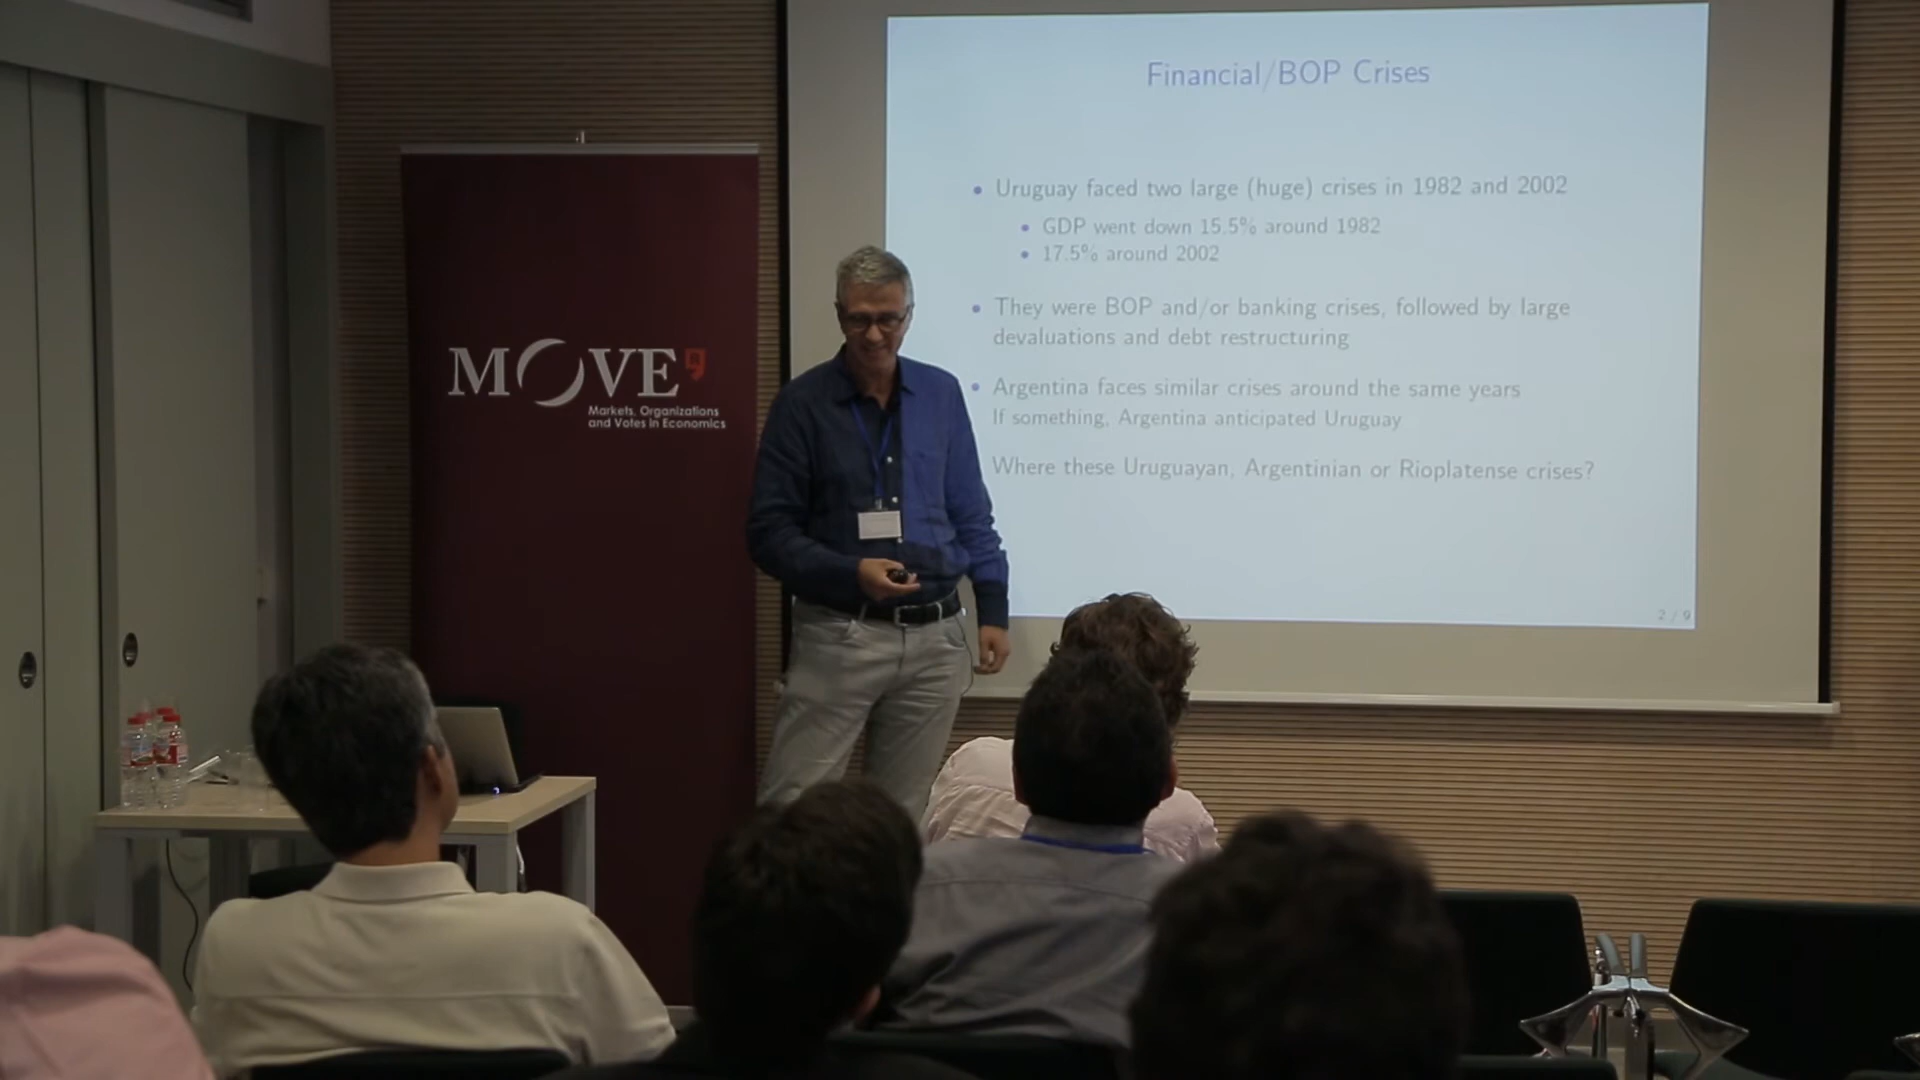 MOVE
Markets, Organizations
and Votes in Economics
Financial/BOP Crises
• Uruguay faced two large (huge) crises in 1982 and 2002
• GDP went down 15.5% around 1982
• 17.5% around 2002
• They were BOP and/or banking crises, followed by large
devaluations and debt restructuring
• Argentina faces similar crises around the same years
If something, Argentina anticipated Uruguay
Where these Uruguayan, Argentinian or Rioplatense crises?
2 / 9